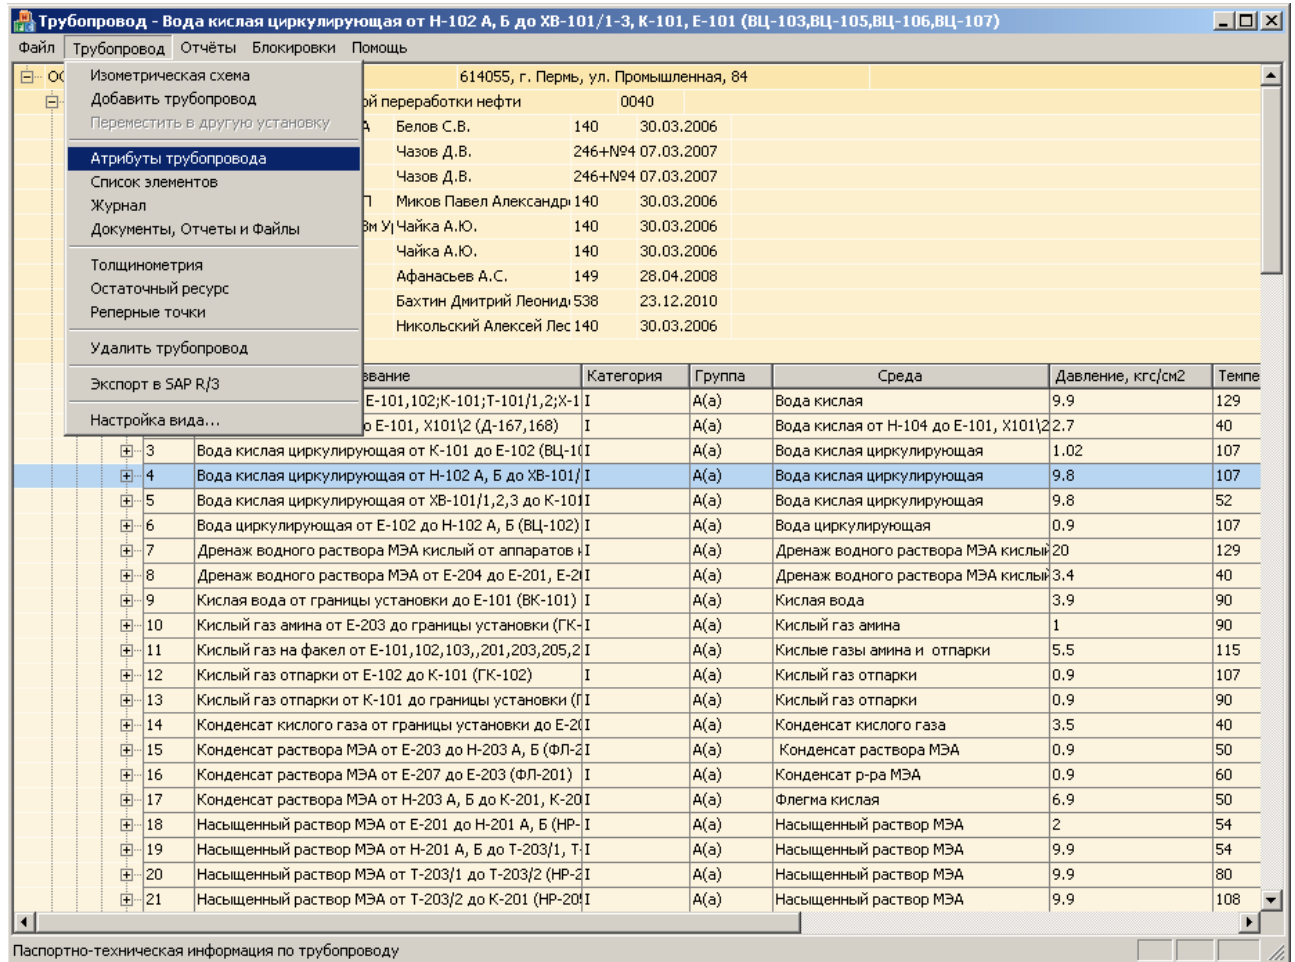 Трубопровод - Вода кислая циркулирующая от Н-102 А, Б до ХВ-101/1-3, К-101, Е-101 (ВЦ-103,ВЦ-105,ВЦ-106,ВЦ-107)
Файл Трубопровод Отчёты Блокировки Помощь
614055, г. Пермь, ул. Промышленная, 84
переработки нефти 0040
Белов С.В. 140 30.03.2006
Чазов Д.В. 246+№4 07.03.2007
Чазов Д.В. 246+№4 07.03.2007
Миков Павел Александр 140 30.03.2006
Чайка А.Ю. 140 30.03.2006
Чайка А.Ю. 140 30.03.2006
Афанасьев А.С. 149 28.04.2008
Бахтин Дмитрий Леонид 538 23.12.2010
Никольский Алексей Лес 140 30.03.2006
Изометрическая схема
Добавить трубопровод
Переместить в другую установку
Атрибуты трубопровода
Список элементов
Журнал
Документы, Отчеты и Файлы
Толщинометрия
Остаточный ресурс
Реперные точки
Удалить трубопровод
Экспорт в SAP R/3
Настройка вида...
звание Категория Группа Среда Давление, кгс/см2 Темпе
Е-101,102;К-101;Т-101/1,2;Х-1 I А(а) Вода кислая 9.9 129
о Е-101, Х101\2 (Д-167,168) I А(а) Вода кислая от Н-104 до Е-101, Х101\2 2.7 40
3 Вода кислая циркулирующая от К-101 до Е-102 (ВЦ-10 I А(а) Вода кислая циркулирующая 1.02 107
4 Вода кислая циркулирующая от Н-102 А, Б до ХВ-101/ I А(а) Вода кислая циркулирующая 9.8 107
5 Вода кислая циркулирующая от ХВ-101/1,2,3 до К-101 I А(а) Вода кислая циркулирующая 9.8 52
6 Вода циркулирующая от Е-102 до Н-102 А, Б (ВЦ-102) I А(а) Вода циркулирующая 0.9 107
7 Дренаж водного раствора МЭА кислый от аппаратов I А(а) Дренаж водного раствора МЭА кислый 20 129
8 Дренаж водного раствора МЭА от Е-204 до Е-201, Е-2 I А(а) Дренаж водного раствора МЭА кислый 3.4 40
9 Кислая вода от границы установки до Е-101 (ВК-101) I А(а) Кислая вода 3.9 90
10 Кислый газ амина от Е-203 до границы установки (ГК- I А(а) Кислый газ амина 1 90
11 Кислый газ на факел от Е-101,102,103,,201,203,205,2 I А(а) Кислые газы амина и отпарки 5.5 115
12 Кислый газ отпарки от Е-102 до К-101 (ГК-102) I А(а) Кислый газ отпарки 0.9 107
13 Кислый газ отпарки от К-101 до границы установки (Г I А(а) Кислый газ отпарки 0.9 90
14 Конденсат кислого газа от границы установки до Е-20 I А(а) Конденсат кислого газа 3.5 40
15 Конденсат раствора МЭА от Е-203 до Н-203 А, Б (ФЛ-2 I А(а) Конденсат раствора МЭА 0.9 50
16 Конденсат раствора МЭА от Е-207 до Е-203 (ФЛ-201) I А(а) Конденсат р-ра МЭА 0.9 60
17 Конденсат раствора МЭА от Н-203 А, Б до К-201, К-20 I А(а) Флегма кислая 6.9 50
18 Насыщенный раствор МЭА от Е-201 до Н-201 А, Б (НР- I А(а) Насыщенный раствор МЭА 2 54
19 Насыщенный раствор МЭА от Н-201 А, Б до Т-203/1, Т- I А(а) Насыщенный раствор МЭА 9.9 54
20 Насыщенный раствор МЭА от Т-203/1 до Т-203/2 (НР-2 I А(а) Насыщенный раствор МЭА 9.9 80
21 Насыщенный раствор МЭА от Т-203/2 до К-201 (НР-205 I А(а) Насыщенный раствор МЭА 9.9 108
Паспортно-техническая информация по трубопроводу